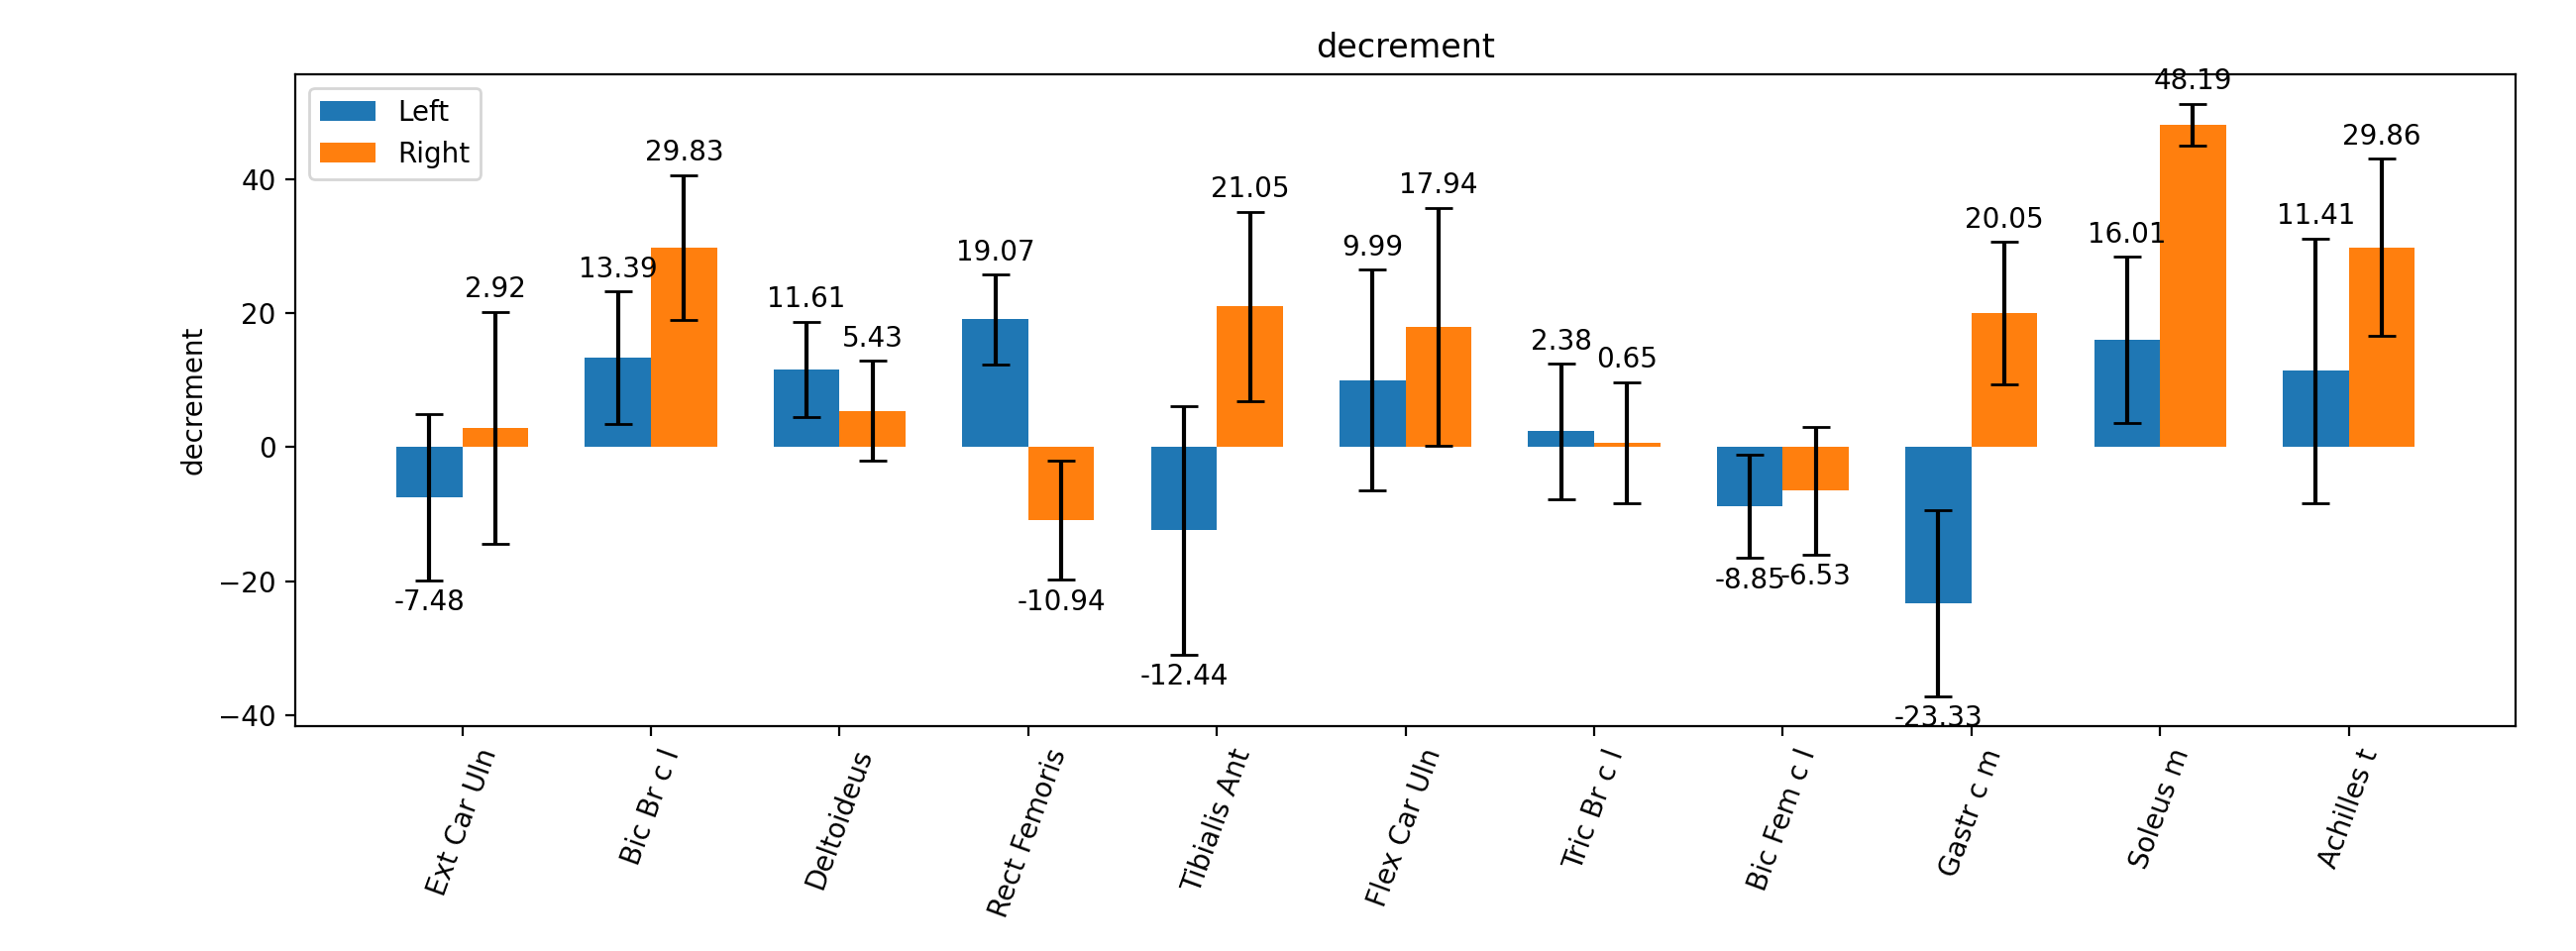 decrement
Left
Right
decrement
40
20
0
−20
−40
-7.48
2.92
13.39
29.83
11.61
5.43
19.07
-10.94
-12.44
21.05
9.99
17.94
2.38
0.65
-8.85
-6.53
-23.33
20.05
16.01
48.19
11.41
29.86
Ext Car Uln
Bic Br c l
Deltoideus
Rect Femoris
Tibialis Ant
Flex Car Uln
Tric Br c l
Bic Fem c l
Gastr c m
Soleus m
Achilles t